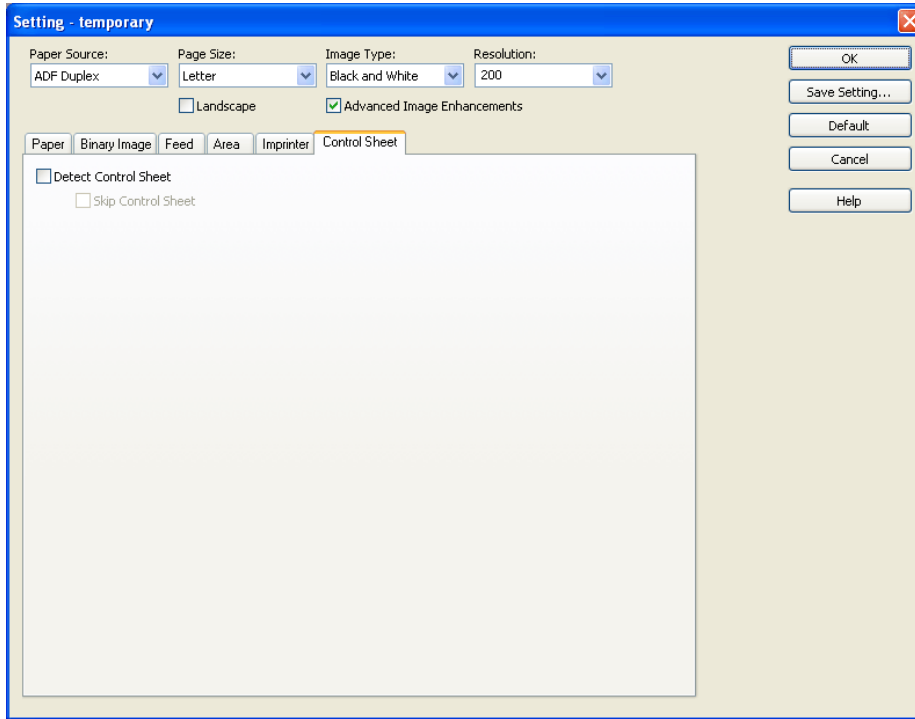 Setting - temporary
Paper Source: Page Size: Image Type: Resolution:
ADF Duplex Letter Black and White 200
Landscape Advanced Image Enhancements
Paper Binary Image Feed Area Imprinter Control Sheet
Detect Control Sheet
Skip Control Sheet
OK
Save Setting...
Default
Cancel
Help